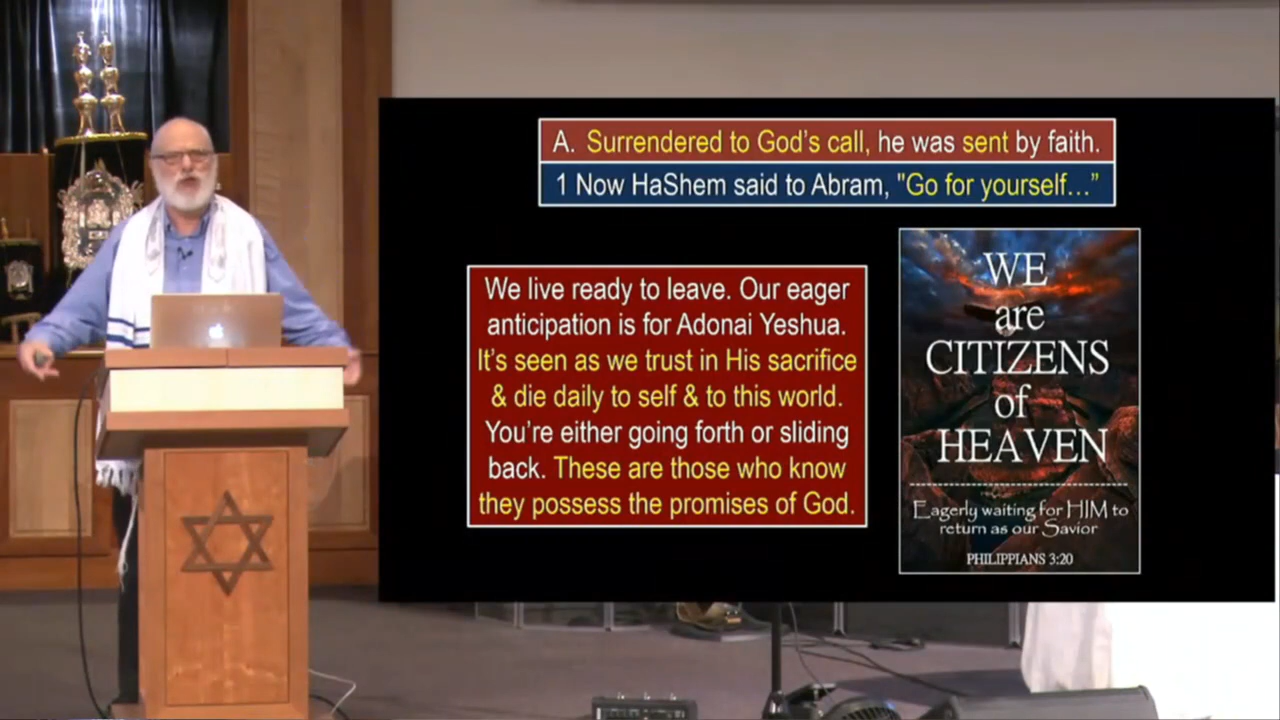 A. Surrendered to God's call, he was sent by faith.
1 Now HaShem said to Abram, "Go for yourself…”
We live ready to leave. Our eager
anticipation is for Adonai Yeshua.
It's seen as we trust in His sacrifice
& die daily to self & to this world.
You're either going forth or sliding
back. These are those who know
they possess the promises of God.
WE
are
CITIZENS
of
HEAVEN
Eagerly waiting for HIM to
return as our Savior
PHILIPPIANS 3:20